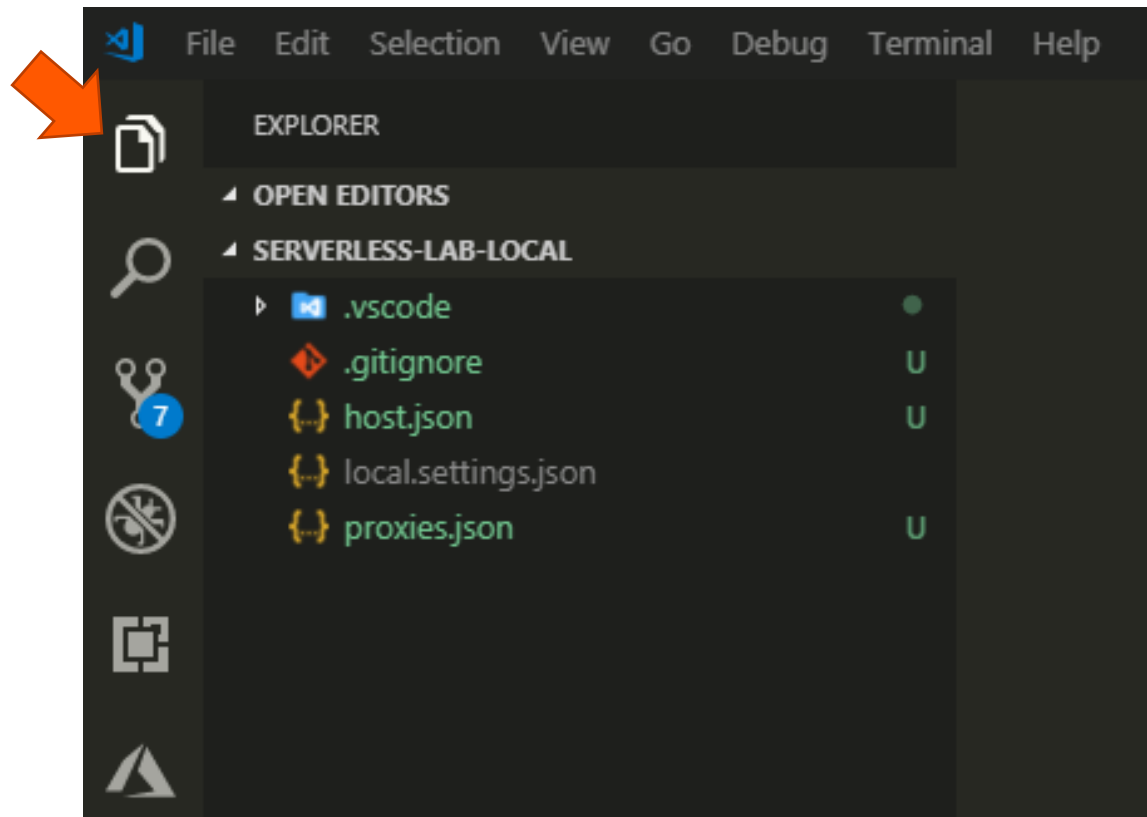 File Edit Selection View Go Debug Terminal Help
EXPLORER
OPEN EDITORS
SERVERLESS-LAB-LOCAL
.vscode
.gitignore U
{...} host.json U
7
{...} local.settings.json
{...} proxies.json U